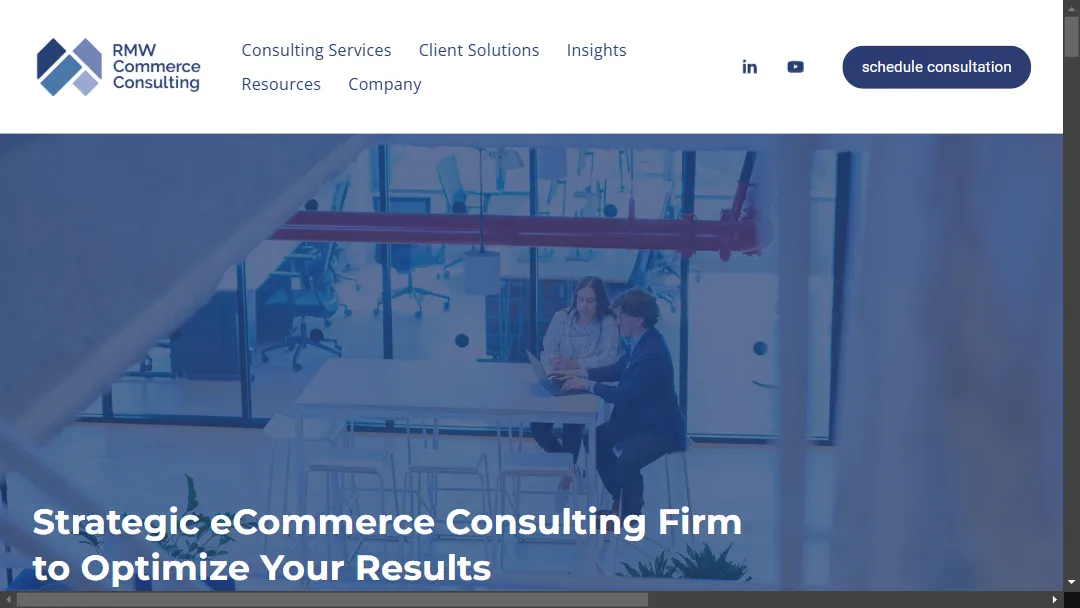 RMW
Commerce
Consulting
Consulting Services
Client Solutions
Insights
Resources
Company
in
schedule consultation
Strategic eCommerce Consulting Firm
to Optimize Your Results